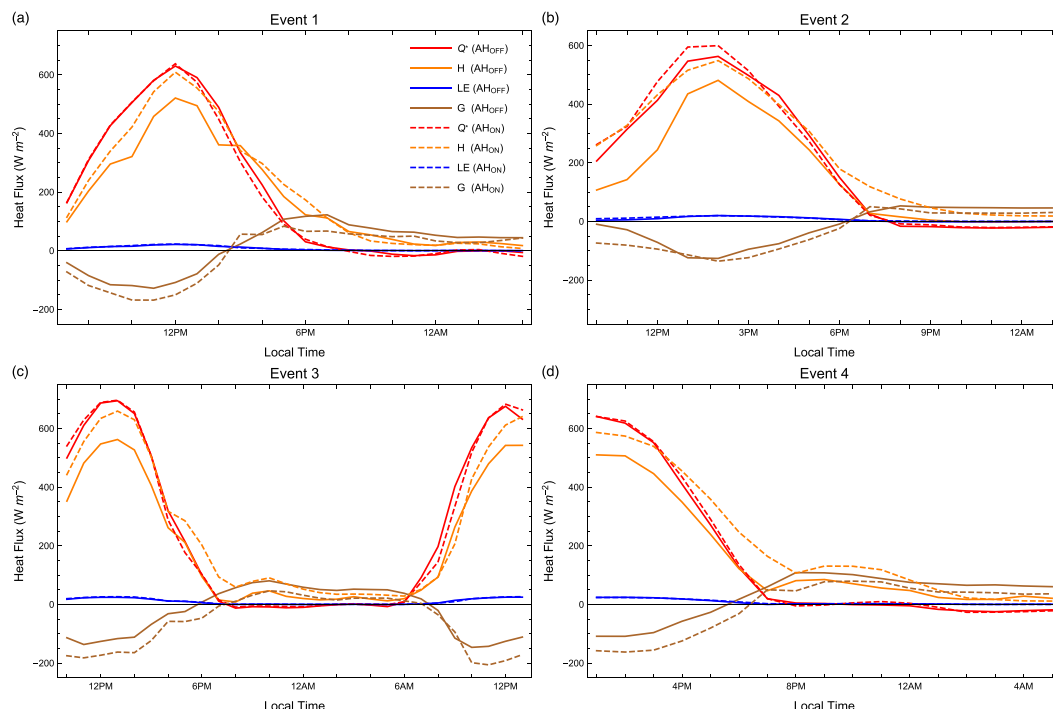 (a)
Event 1
Heat Flux (W m⁻²)
600
400
200
0
−200
12PM
6PM
12AM
Local Time
Q* (AH_OFF)
H (AH_OFF)
LE (AH_OFF)
G (AH_OFF)
Q* (AH_ON)
H (AH_ON)
LE (AH_ON)
G (AH_ON)
(b)
Event 2
Heat Flux (W m⁻²)
600
400
200
0
−200
12PM
3PM
6PM
9PM
12AM
Local Time
(c)
Event 3
Heat Flux (W m⁻²)
600
400
200
0
−200
12PM
6PM
12AM
6AM
12PM
Local Time
(d)
Event 4
Heat Flux (W m⁻²)
600
400
200
0
−200
4PM
8PM
12AM
4AM
Local Time